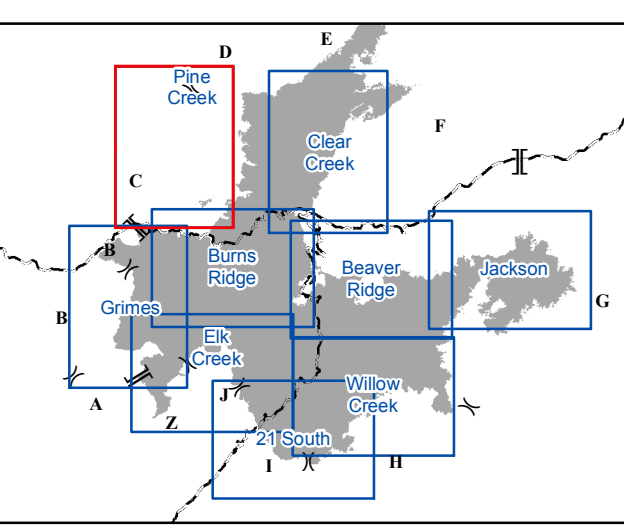 E
D
Pine
Creek
F
Clear
Creek
C
B
Burns
Ridge
Beaver
Ridge
Jackson
G
Grimes
B
Elk
Creek
J
Willow
Creek
A
Z
21 South
I
H